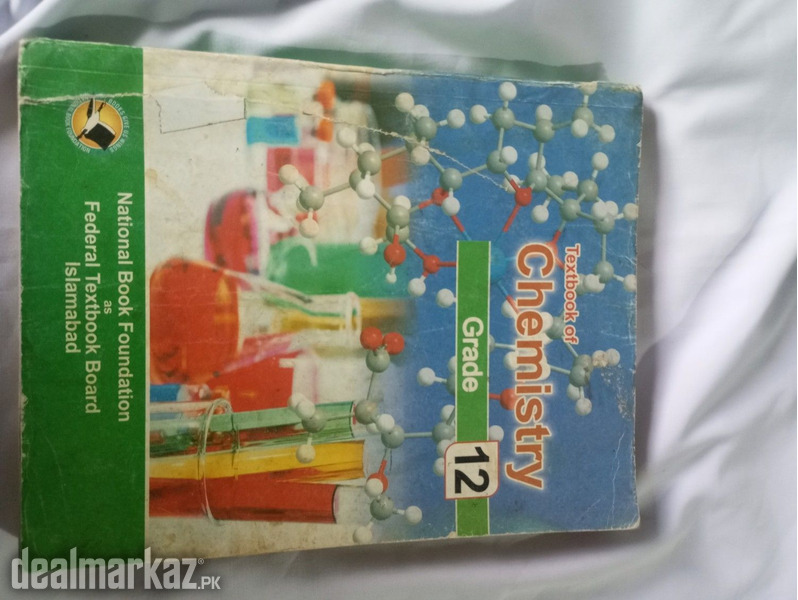 Textbook of
Chemistry
Grade 12
National Book Foundation
as
Federal Textbook Board
Islamabad
dealmarkaz.PK